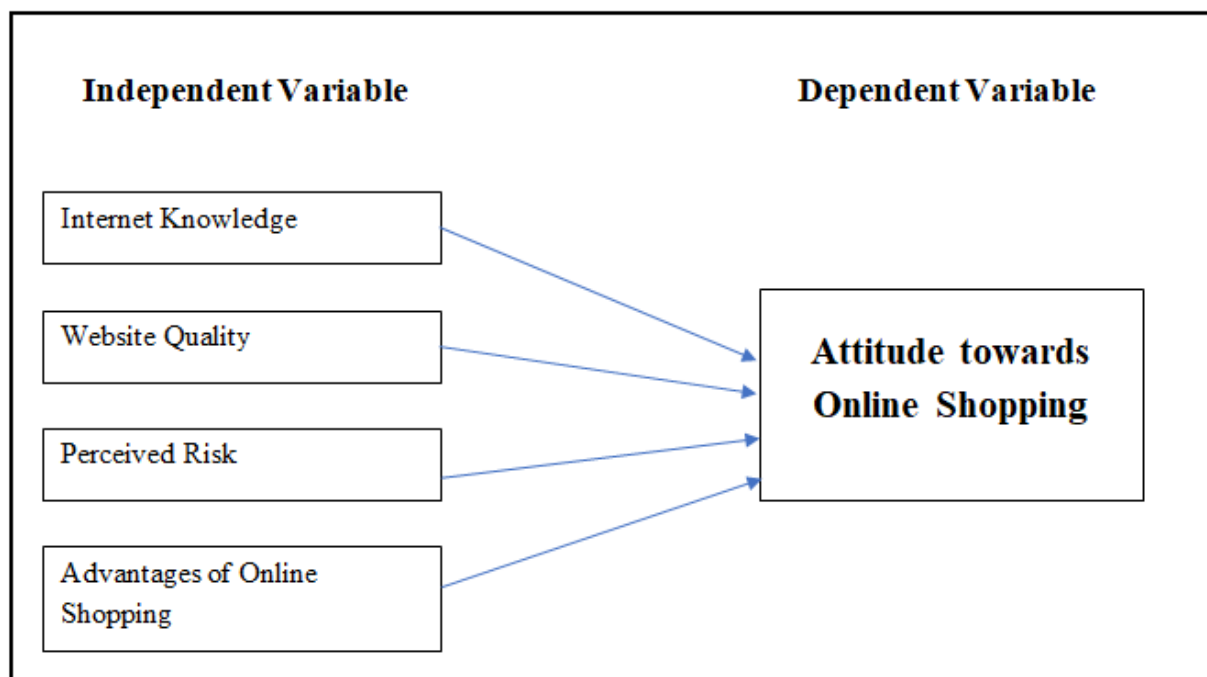 Independent Variable
Dependent Variable
Internet Knowledge
Website Quality
Perceived Risk
Advantages of Online
Shopping
Attitude towards
Online Shopping